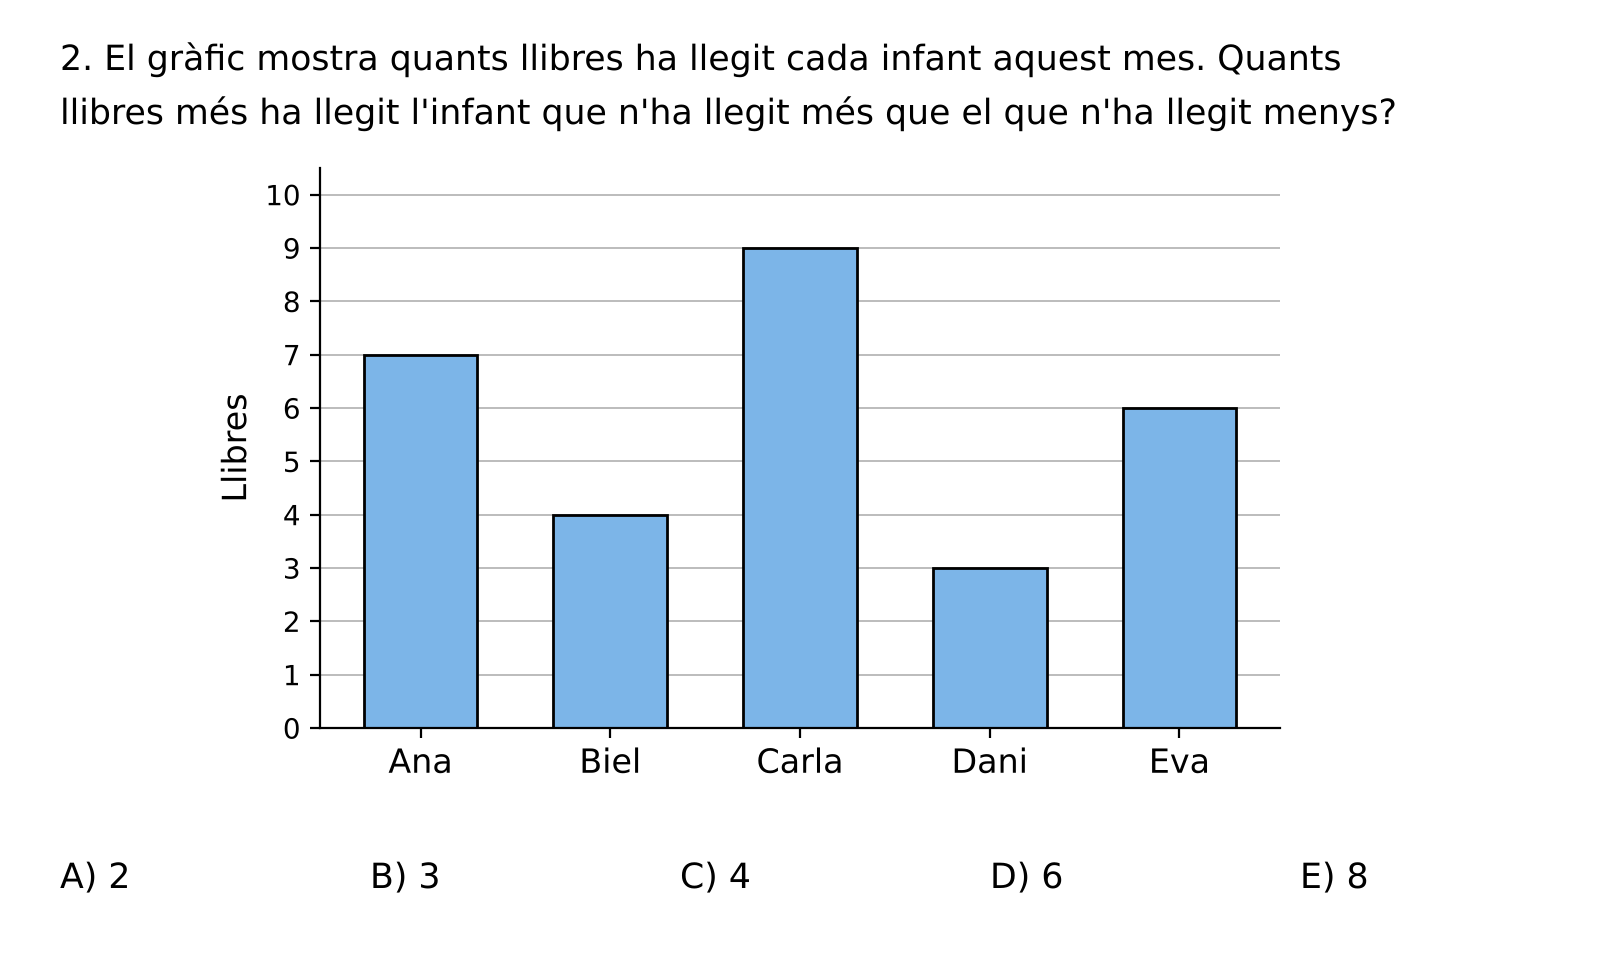 2. El gràfic mostra quants llibres ha llegit cada infant aquest mes. Quants
llibres més ha llegit l'infant que n'ha llegit més que el que n'ha llegit menys?
10
9
8
7
6
5
4
3
2
1
0
Llibres
Ana Biel Carla Dani Eva
A) 2 B) 3 C) 4 D) 6 E) 8